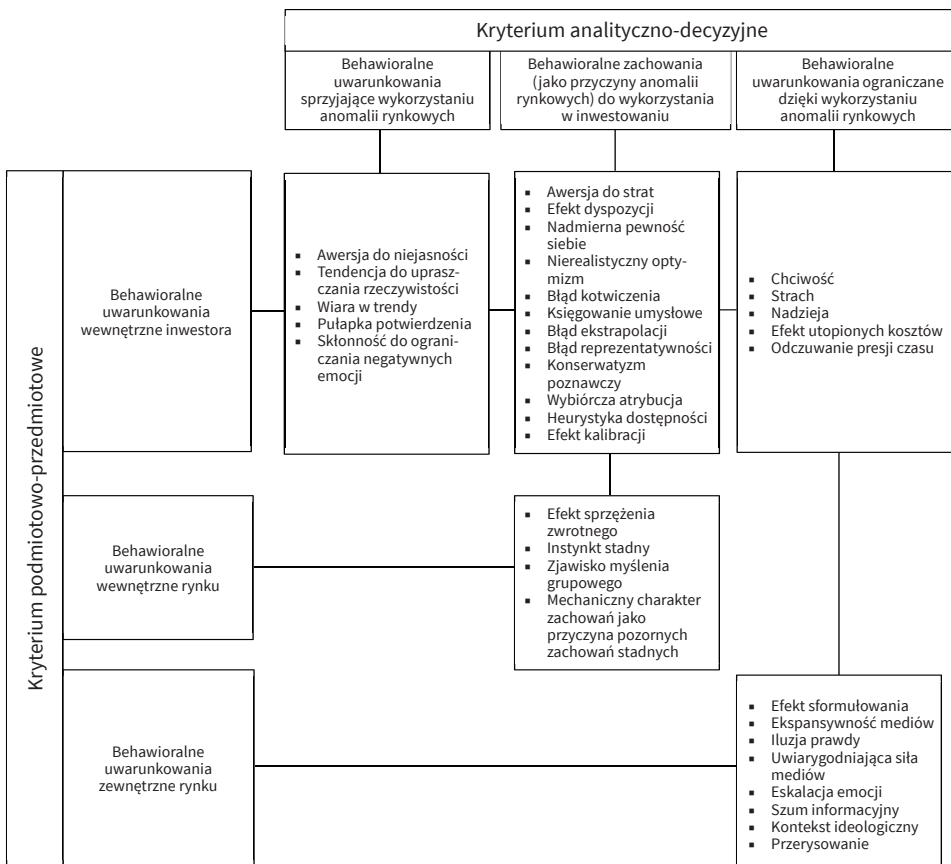 Kryterium analityczno-decyzyjne
Behawioralne
uwarunkowania
sprzyjające wykorzystaniu
anomalii rynkowych
Behawioralne zachowania
(jako przyczyny anomalii
rynkowych) do wykorzystania
w inwestowaniu
Behawioralne
uwarunkowania ograniczane
dzięki wykorzystaniu
anomalii rynkowych
Kryterium podmiotowo-przedmiotowe
Behawioralne
uwarunkowania
wewnętrzne inwestora
▪ Awersja do niejasności
▪ Tendencja do uprasz-
czania rzeczywistości
▪ Wiara w trendy
▪ Pułapka potwierdzenia
▪ Skłonność do ograni-
czania negatywnych
emocji
▪ Awersja do strat
▪ Efekt dyspozycji
▪ Nadmierna pewność
siebie
▪ Nierealistyczny opty-
mizm
▪ Błąd kotwiczenia
▪ Księgowanie umysłowe
▪ Błąd ekstrapolacji
▪ Błąd reprezentatywności
▪ Konserwatyzm
poznawczy
▪ Wybiórcza atrybucja
▪ Heurystyka dostępności
▪ Efekt kalibracji
▪ Chciwość
▪ Strach
▪ Nadzieja
▪ Efekt utopionych kosztów
▪ Odczuwanie presji czasu
Behawioralne
uwarunkowania
wewnętrzne rynku
▪ Efekt sprzężenia
zwrotnego
▪ Instynkt stadny
▪ Zjawisko myślenia
grupowego
▪ Mechaniczny charakter
zachowań jako
przyczyna pozornych
zachowań stadnych
Behawioralne
uwarunkowania
zewnętrzne rynku
▪ Efekt sformułowania
▪ Ekspansywność mediów
▪ Iluzja prawdy
▪ Uwiarygodniająca siła
mediów
▪ Eskalacja emocji
▪ Szum informacyjny
▪ Kontekst ideologiczny
▪ Przerysowanie